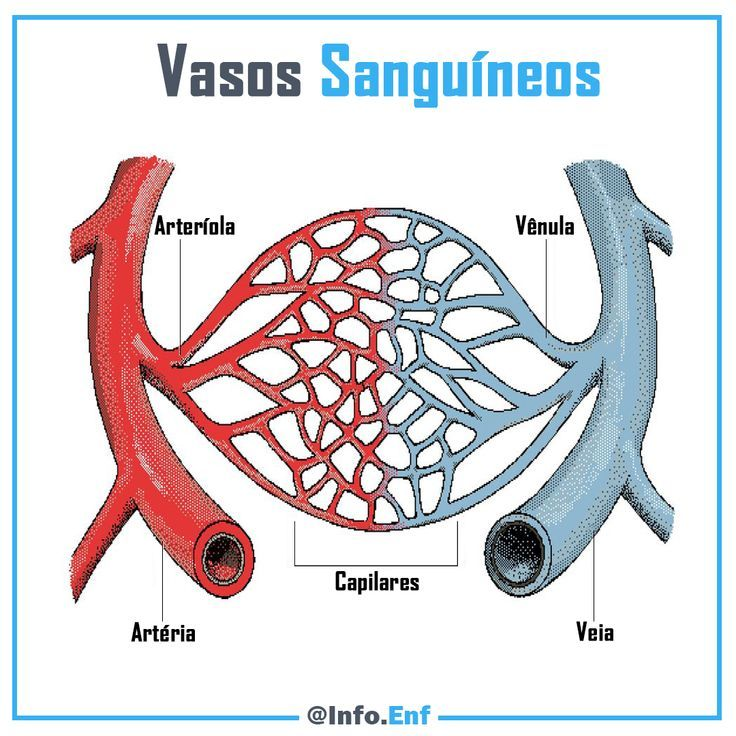 Vasos Sanguíneos
Arteríola
Vênula
Capilares
Artéria
Veia
@Info.Enf